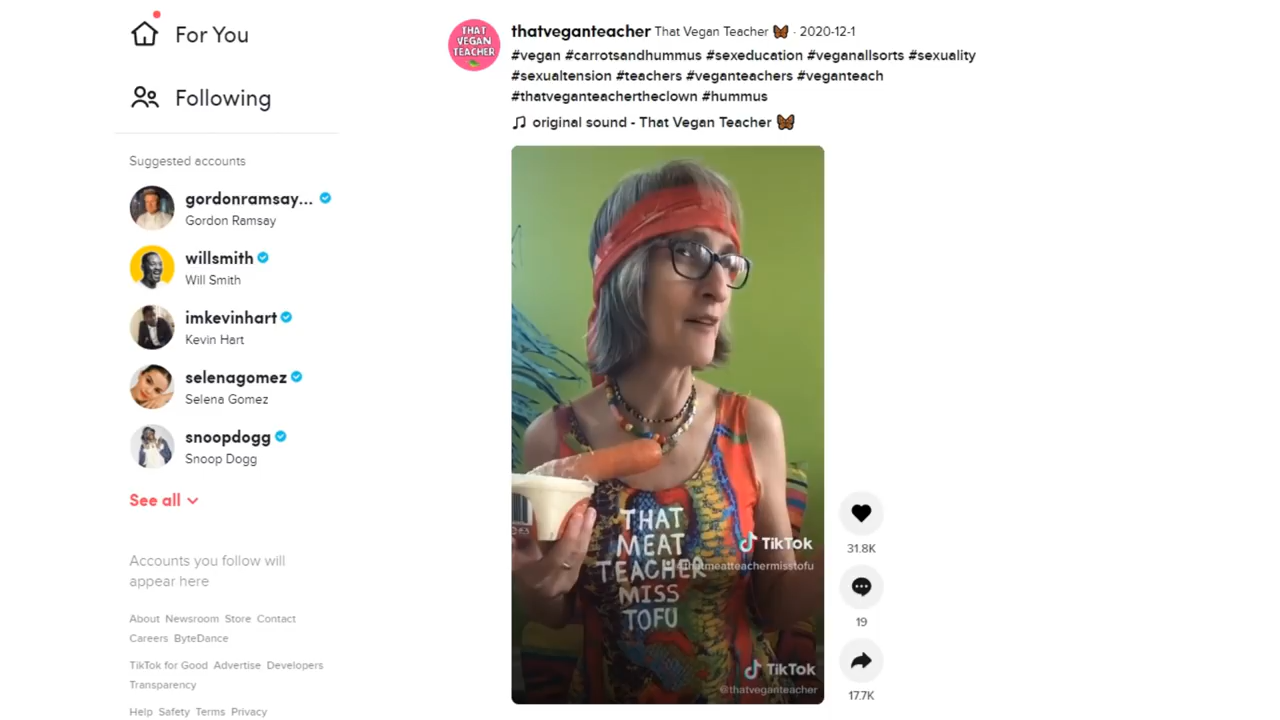 For You
Following
Suggested accounts
gordonramsay...
Gordon Ramsay
willsmith
Will Smith
imkevinhart
Kevin Hart
selenagomez
Selena Gomez
snoopdogg
Snoop Dogg
See all
Accounts you follow will
appear here
About Newsroom Store Contact
Careers ByteDance
TikTok for Good Advertise Developers
Transparency
Help Safety Terms Privacy
THAT
VEGAN
TEACHER
thatveganteacher That Vegan Teacher · 2020-12-1
#vegan #carrotsandhummus #sexeducation #veganallsorts #sexuality
#sexualtension #teachers #veganteachers #veganteach
#thatveganteachertheclown #hummus
original sound - That Vegan Teacher
THAT
MEAT
TEACHER
MISS
TOFU
TikTok
@thatmeatteachermisstofu
TikTok
@thatveganteacher
31.8K
19
17.7K